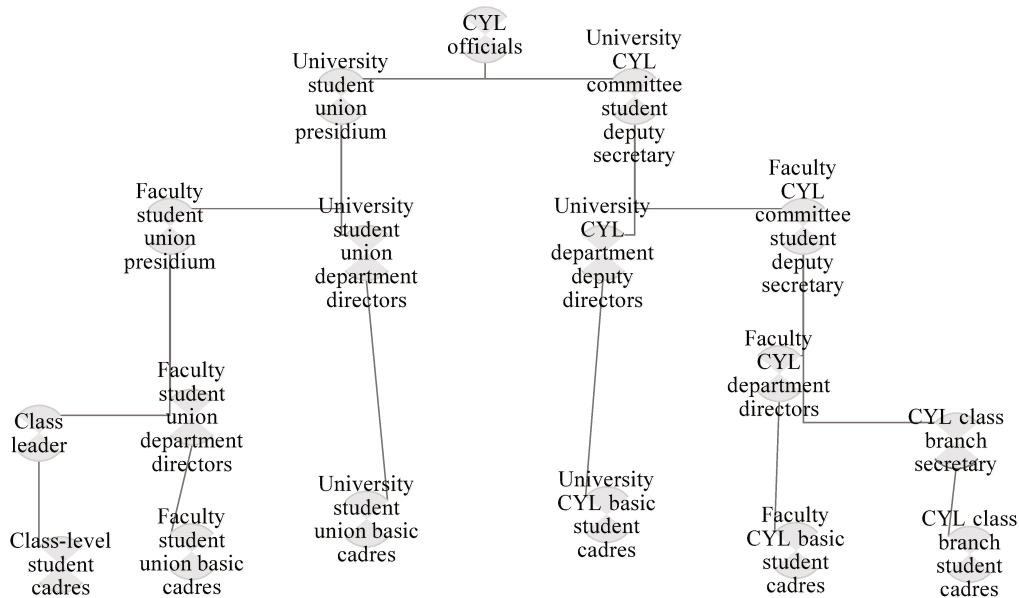 CYL
officials
University
student
union
presidium
University
CYL
committee
student
deputy
secretary
Faculty
student
union
presidium
University
student
union
department
directors
University
CYL
department
deputy
directors
Faculty
CYL
committee
student
deputy
secretary
Class
leader
Faculty
student
union
department
directors
Faculty
CYL
department
directors
CYL class
branch
secretary
Class-level
student
cadres
Faculty
student
union basic
cadres
University
student
union basic
cadres
University
CYL basic
student
cadres
Faculty
CYL basic
student
cadres
CYL class
branch
student
cadres